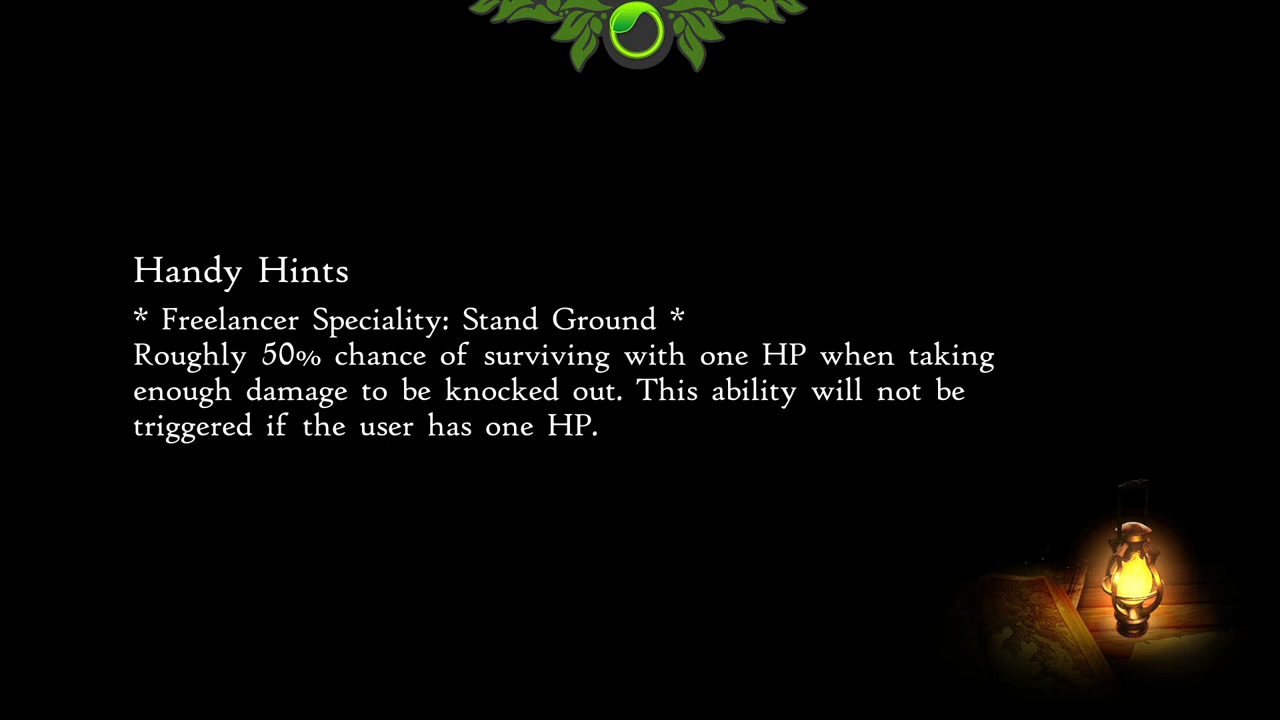 Handy Hints
* Freelancer Speciality: Stand Ground *
Roughly 50% chance of surviving with one HP when taking
enough damage to be knocked out. This ability will not be
triggered if the user has one HP.